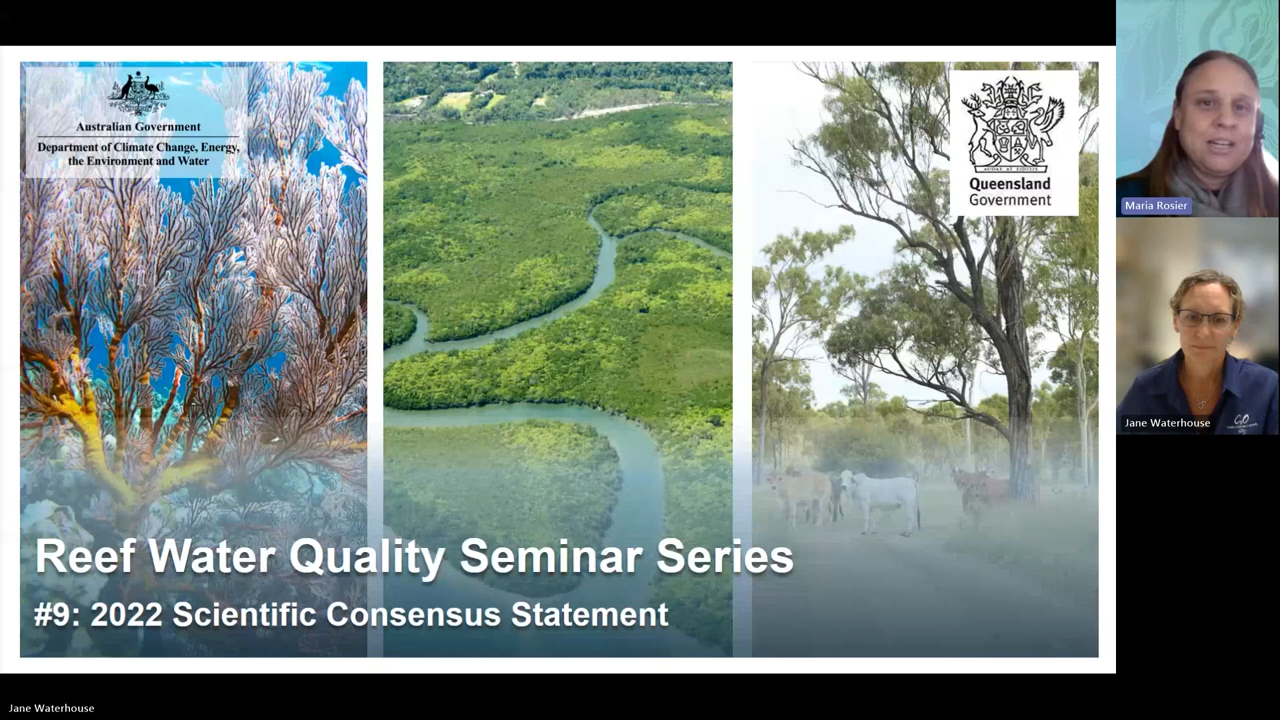 Australian Government
Department of Climate Change, Energy,
the Environment and Water
Queensland
Government
Reef Water Quality Seminar Series
#9: 2022 Scientific Consensus Statement
Maria Rosier
Jane Waterhouse
Jane Waterhouse